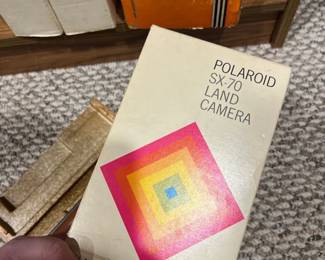 POLAROID
SX-70
LAND
CAMERA